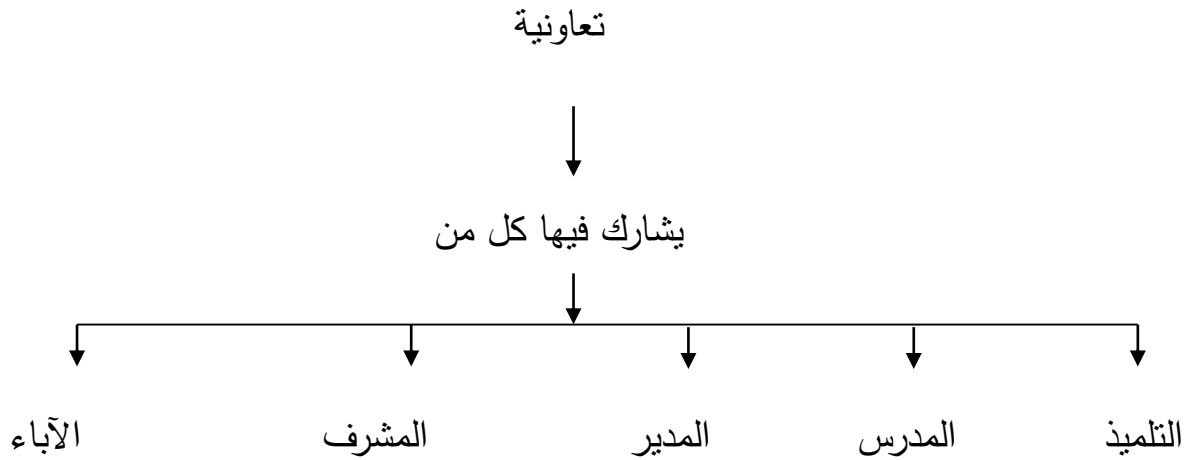 تعاونية
يشارك فيها كل من
التلميذ المدرس المدير المشرف الآباء